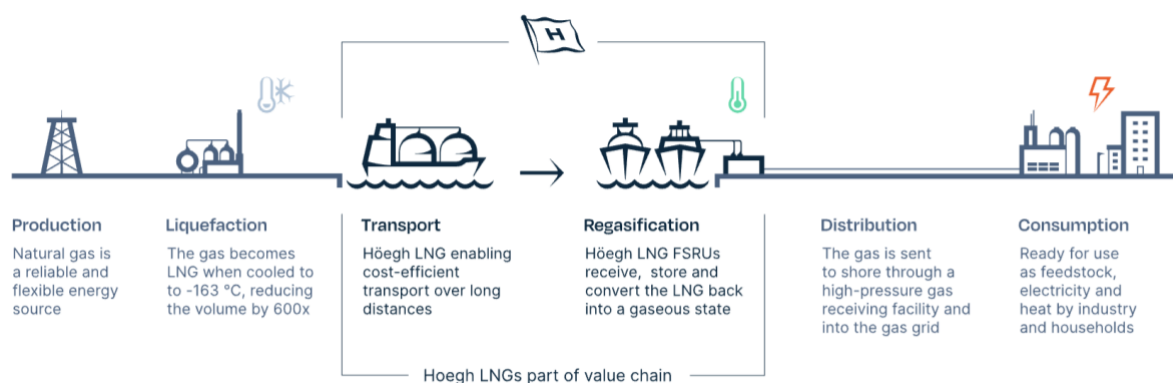 H
Production
Natural gas is
a reliable and
flexible energy
source
Liquefaction
The gas becomes
LNG when cooled to
to -163 °C, reducing
the volume by 600x
Transport
Höegh LNG enabling
cost-efficient
transport over long
distances
Regasification
Höegh LNG FSRUs
receive, store and
convert the LNG back
into a gaseous state
Distribution
The gas is sent
to shore through a
high-pressure gas
receiving facility and
into the gas grid
Consumption
Ready for use
as feedstock,
electricity and
heat by industry
and households
Hoegh LNGs part of value chain